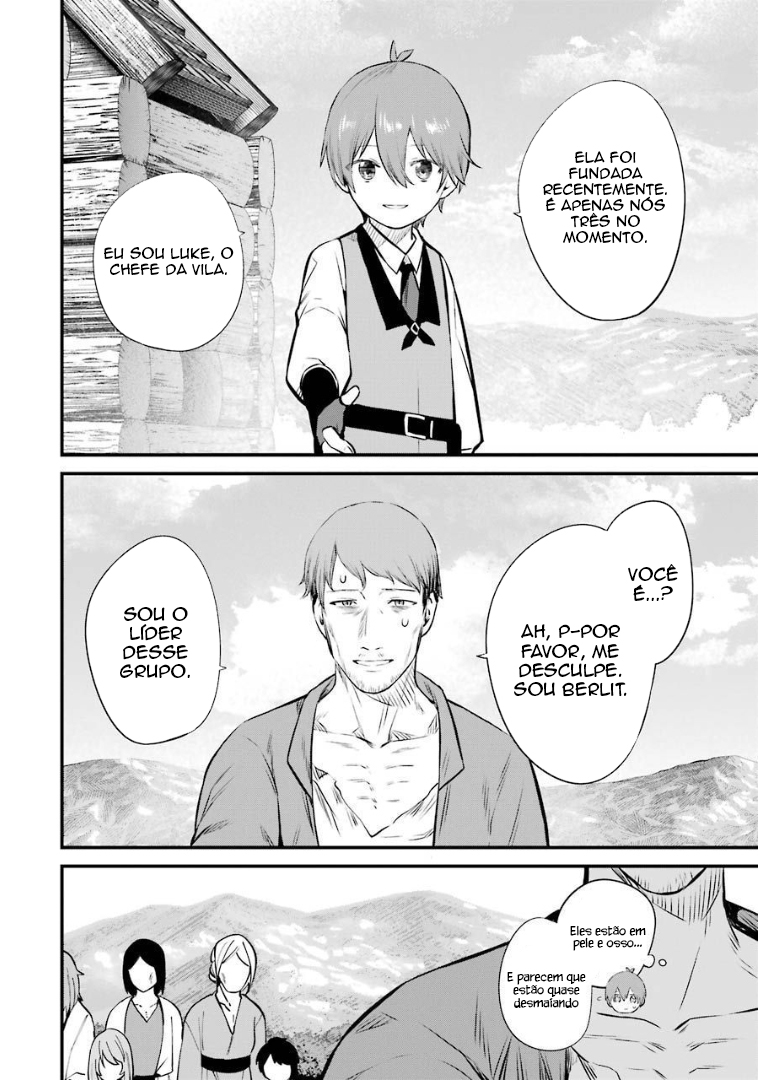 ELA FOI
FUNDADA
RECENTEMENTE.
É APENAS NÓS
TRÊS NO
MOMENTO.
EU SOU LUKE, O
CHEFE DA VILA.
VOCÊ
É...?
AH, P-POR
FAVOR, ME
DESCULPE.
SOU BERLIT.
SOU O
LÍDER
DESSE
GRUPO.
Eles estão em
pele e osso...
E parecem que
estão quase
desmaiando